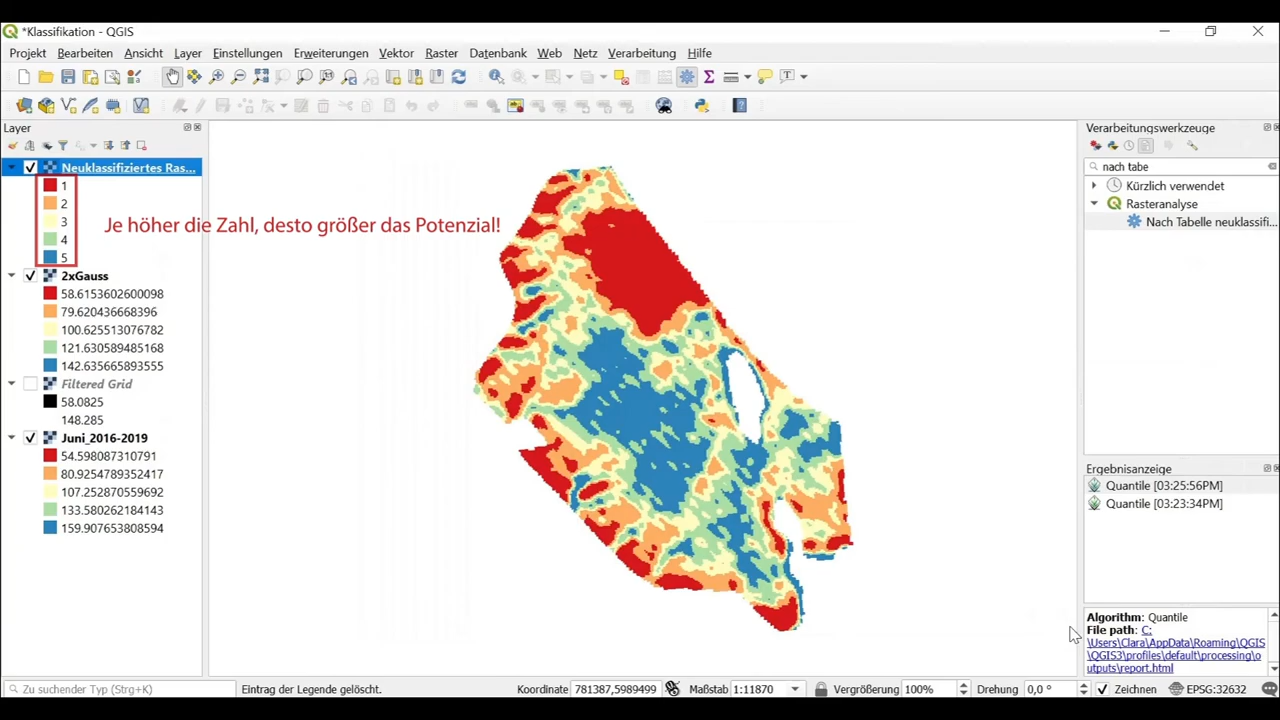 *Klassifikation - QGIS
Projekt Bearbeiten Ansicht Layer Einstellungen Erweiterungen Vektor Raster Datenbank Web Netz Verarbeitung Hilfe
Layer
Neuklassifiziertes Ras...
1
2
3
4
5
Je höher die Zahl, desto größer das Potenzial!
2xGauss
58.6153602600098
79.620436668396
100.625513076782
121.630589485168
142.635665893555
Filtered Grid
58.0825
148.285
Juni_2016-2019
54.598087310791
80.9254789352417
107.252870559692
133.580262184143
159.907653808594
Verarbeitungswerkzeuge
nach tabe
Kürzlich verwendet
Rasteranalyse
Nach Tabelle neuklassifi...
Ergebnisanzeige
Quantile [03:25:56PM]
Quantile [03:23:34PM]
Algorithm: Quantile
File path: C:
\Users\Clara\AppData\Roaming\QGIS
\QGIS3\profiles\default\processing\o
utputs\report.html
Zu suchender Typ (Strg+K) Eintrag der Legende gelöscht. Koordinate 781387,5989499 Maßstab 1:11870 Vergrößerung 100% Drehung 0,0 ° Zeichnen EPSG:32632